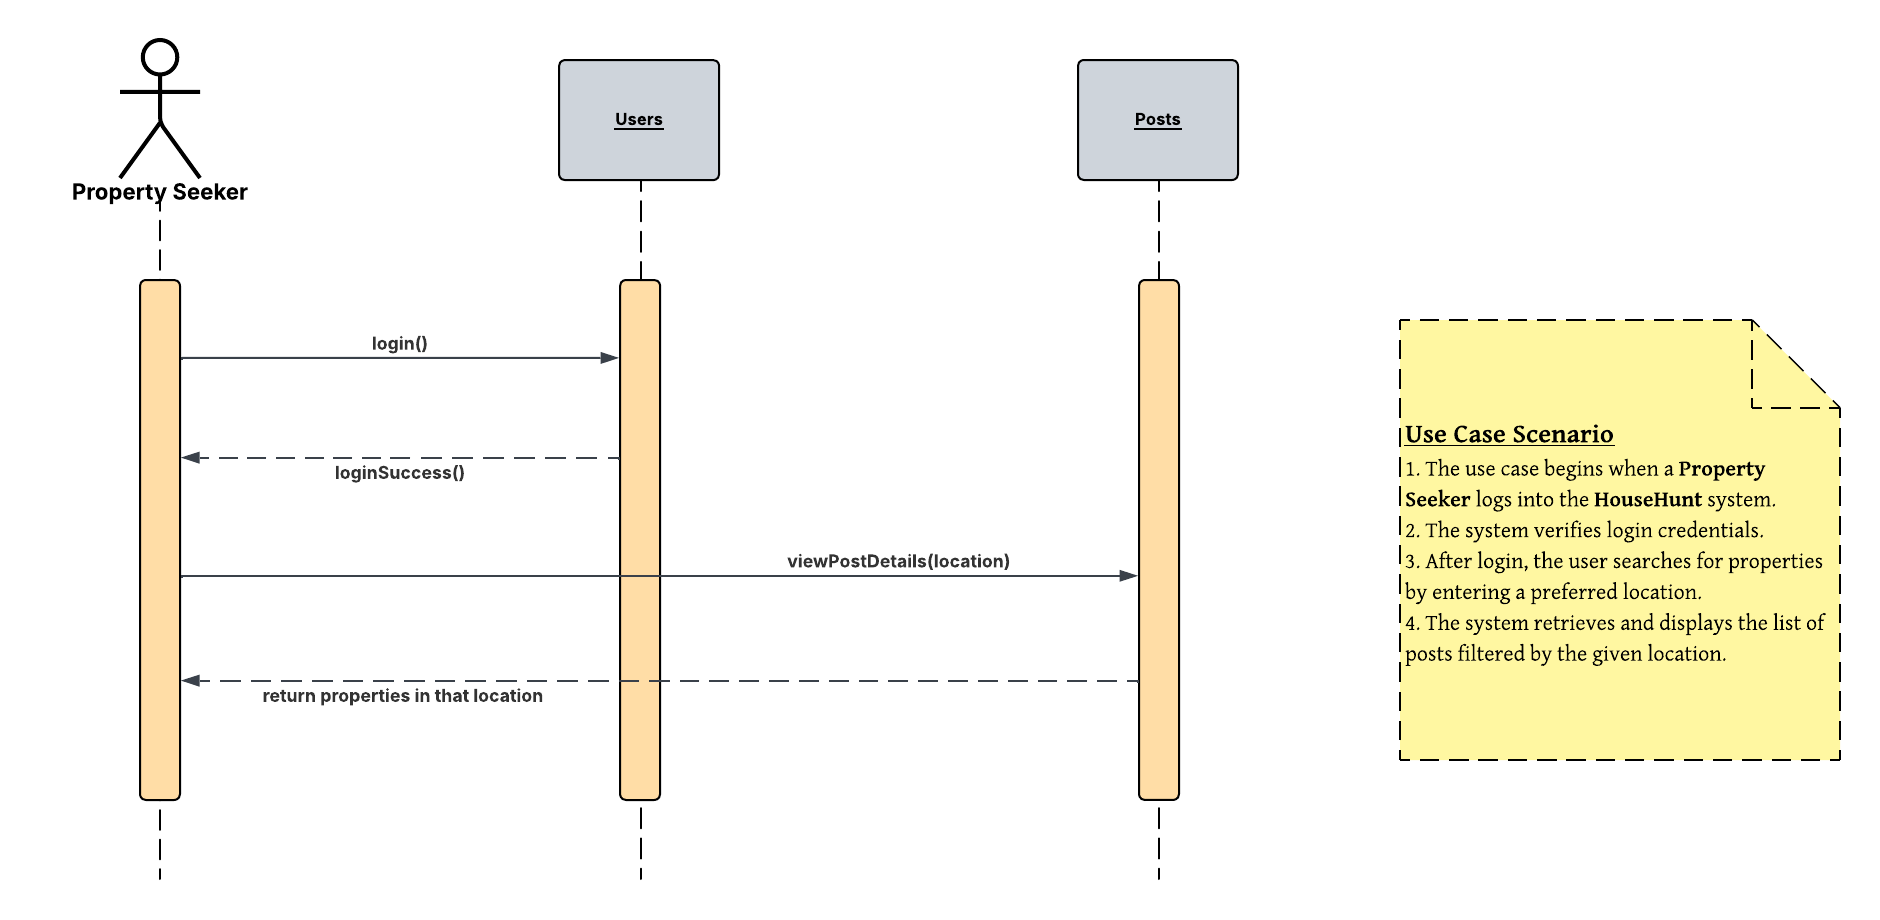 Property Seeker
Users
Posts
login()
loginSuccess()
viewPostDetails(location)
return properties in that location
Use Case Scenario
1. The use case begins when a Property
Seeker logs into the HouseHunt system.
2. The system verifies login credentials.
3. After login, the user searches for properties
by entering a preferred location.
4. The system retrieves and displays the list of
posts filtered by the given location.